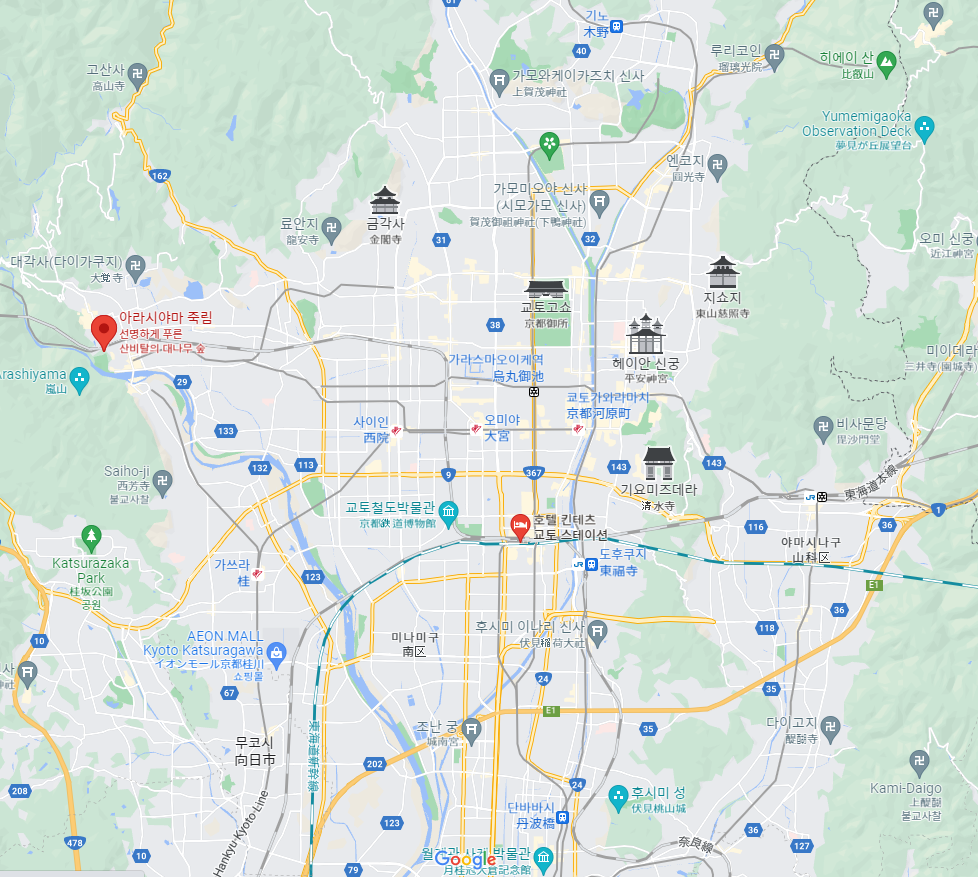 61
기노
木野
40
루리코인
瑠璃光院
히에이 산
比叡山
고산사
高山寺
가모와케이카즈치 신사
上賀茂神社
Yumemigaoka
Observation Deck
夢見が丘展望台
엔코지
圓光寺
162
가모미오야 신사
(시모가모 신사)
賀茂御祖神社(下鴨神社)
금각사
金閣寺
료안지
龍安寺
31
32
오미 신궁
近江神宮
대각사(다이카쿠지)
大覚寺
지쇼지
東山慈照寺
교토고쇼
京都御所
아라시야마 죽림
선명하게 푸른
산비탈의 대나무 숲
38
헤이안 신궁
平安神宮
미이데라
三井寺(園城寺)
가라스마오이케역
烏丸御池
Arashiyama
嵐山
29
교토가와라마치
京都河原町
사이인
西院
오미야
大宮
133
비사문당
毘沙門堂
132
113
9
367
143
143
기요미즈데라
清水寺
Saiho-ji
西芳寺
불교사찰
JR
東海道本線
1
교토철도박물관
京都鉄道博物館
호텔 킨테츠
교토 스테이션
116
36
야마시나구
山科区
Katsurazaka
Park
桂坂公園
공원
가쓰라
桂
123
JR
도후쿠지
東福寺
E1
36
118
10
AEON MALL
Kyoto Katsuragawa
イオンモール京都桂川
쇼핑몰
미나미구
南区
후시미 이나리 신사
伏見稲荷大社
사
神社
67
24
35
E1
35
조난 궁
城南宮
다이고지
醍醐寺
무코시
向日市
東海道新幹線
202
24
Kami-Daigo
上醍醐
불교사찰
208
후시미 성
伏見桃山城
단바바시
丹波橋
123
36
478
10
Hankyu-Kyoto-Line
奈良線
127
79
Google
月桂冠大倉記念館